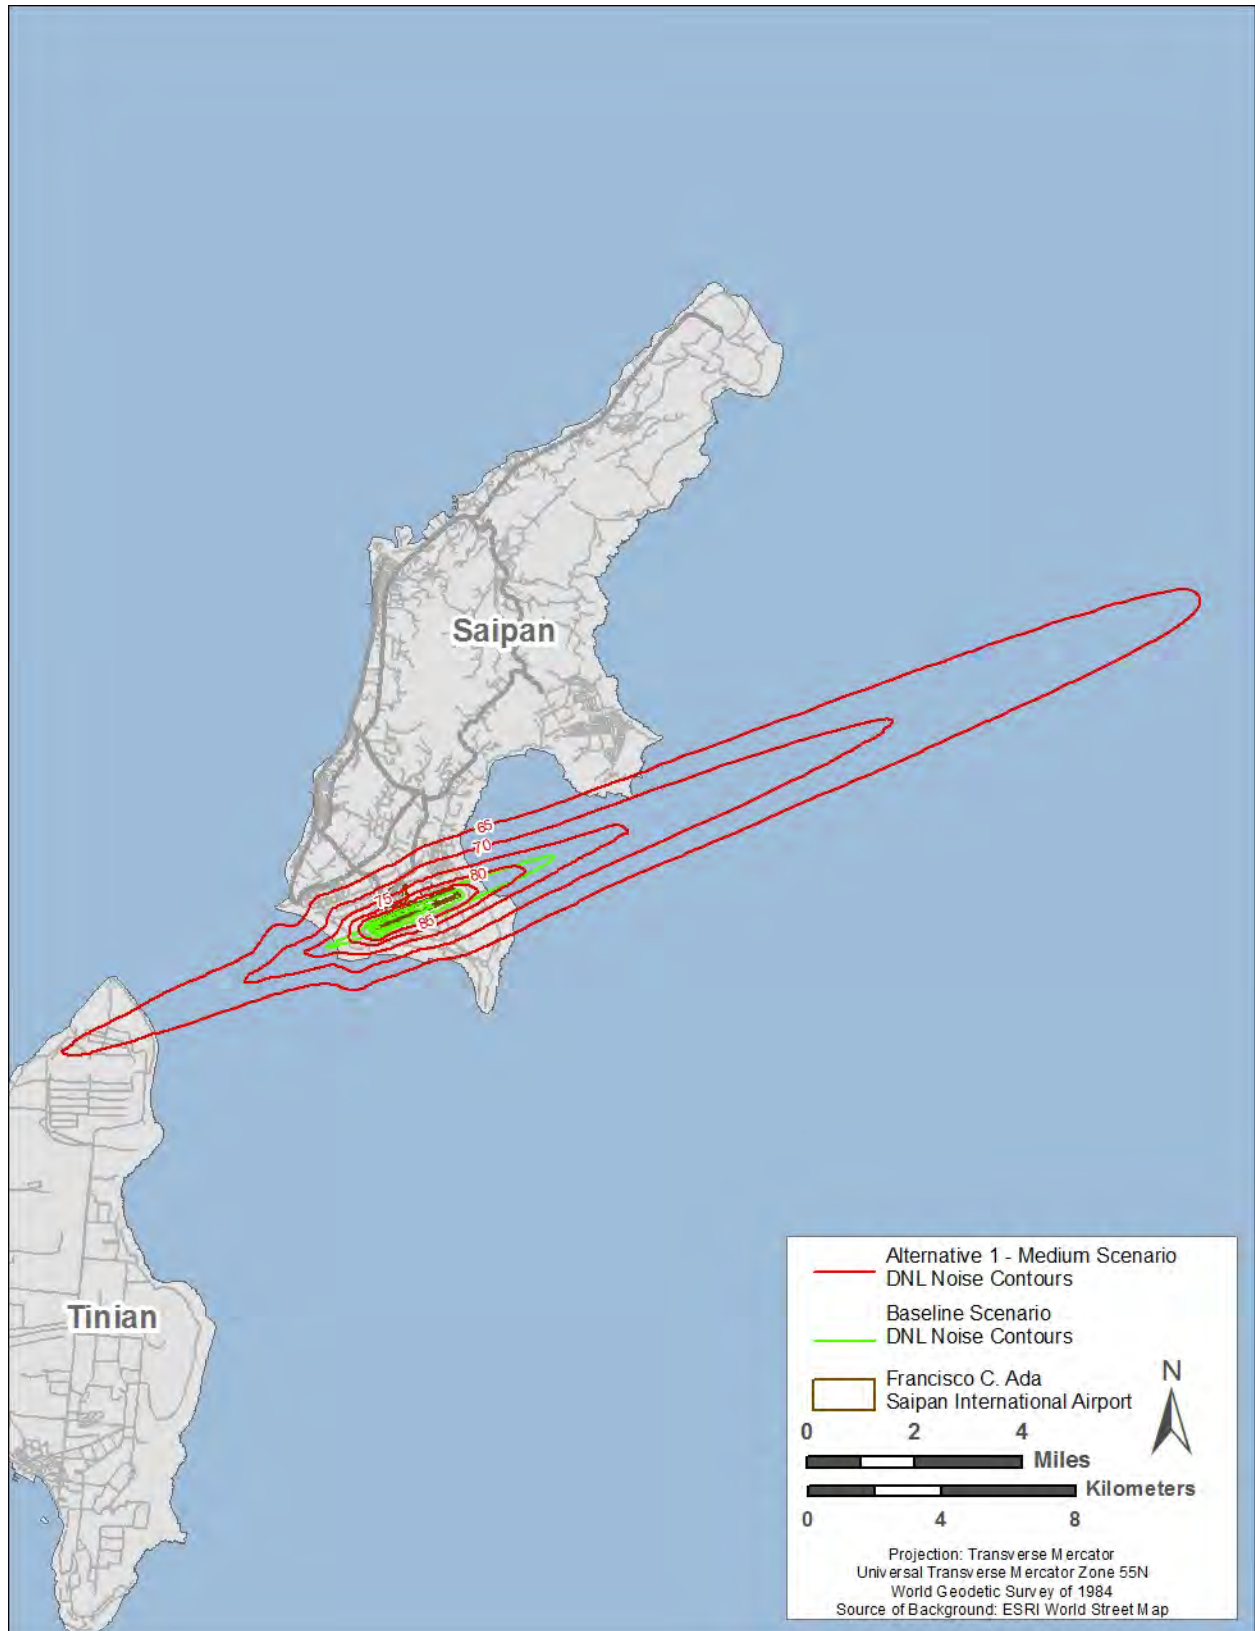 Saipan
65
70
80
75
85
Tinian
Alternative 1 - Medium Scenario
DNL Noise Contours
Baseline Scenario
DNL Noise Contours
Francisco C. Ada
Saipan International Airport
N
0 2 4
Miles
Kilometers
0 4 8
Projection: Transverse Mercator
Universal Transverse Mercator Zone 55N
World Geodetic Survey of 1984
Source of Background: ESRI World Street Map